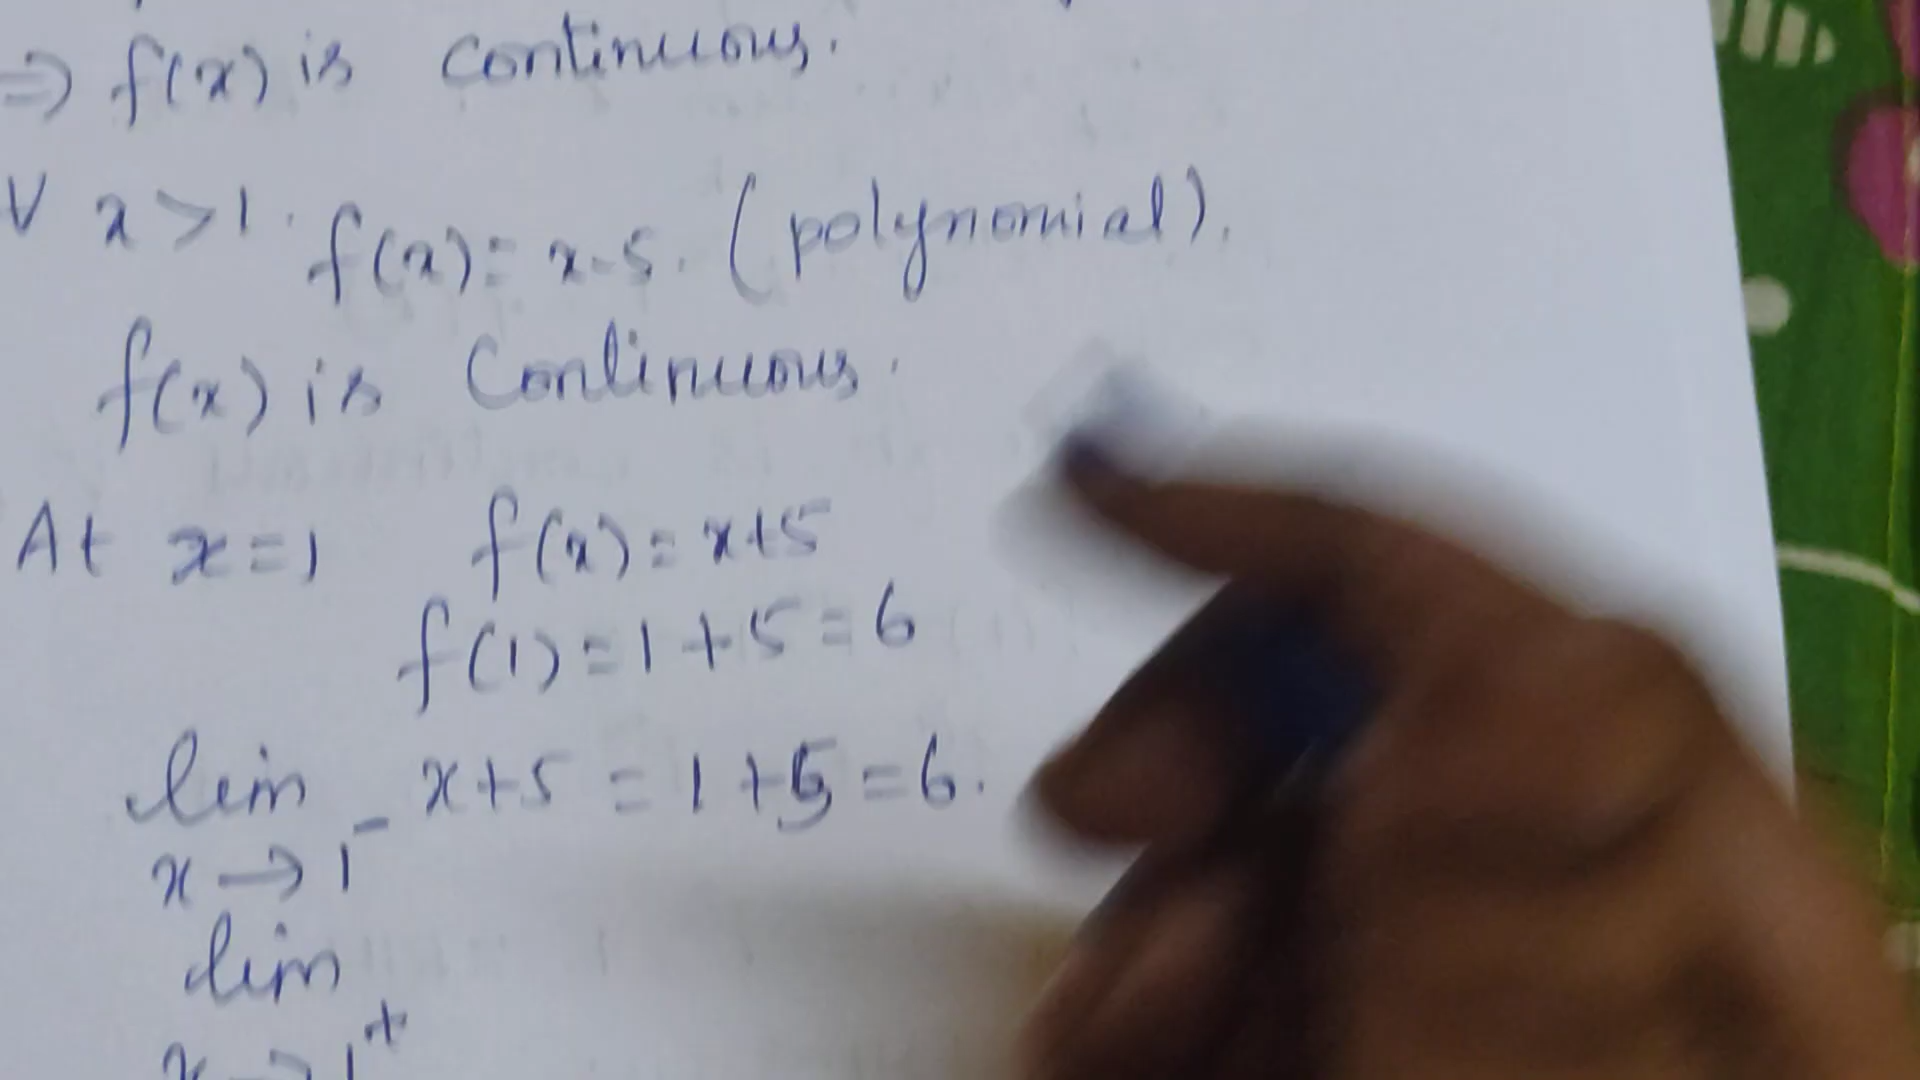 ⇒ f(x) is continuous.
∀ x>1. f(x)= x-5. (polynomial).
f(x) is Continuous.
At x=1 f(x)=x+5
f(1)=1+5=6
lim x+5 = 1+5=6.
x→1⁻
lim
x→1⁺